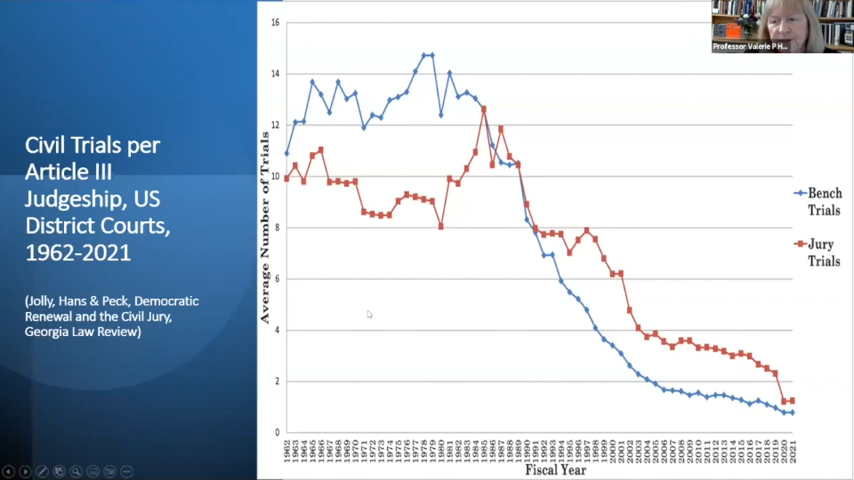 Civil Trials per
Article III
Judgeship, US
District Courts,
1962-2021
(Jolly, Hans & Peck, Democratic
Renewal and the Civil Jury,
Georgia Law Review)
Average Number of Trials
16
14
12
10
8
6
4
2
0
1962 1963 1964 1965 1966 1967 1968 1969 1970 1971 1972 1973 1974 1975 1976 1977 1978 1979 1980 1981 1982 1983 1984 1985 1986 1987 1988 1989 1990 1991 1992 1993 1994 1995 1996 1997 1998 1999 2000 2001 2002 2003 2004 2005 2006 2007 2008 2009 2010 2011 2012 2013 2014 2015 2016 2017 2018 2019 2020 2021
Fiscal Year
Bench
Trials
Jury
Trials
Professor Valerie P H...